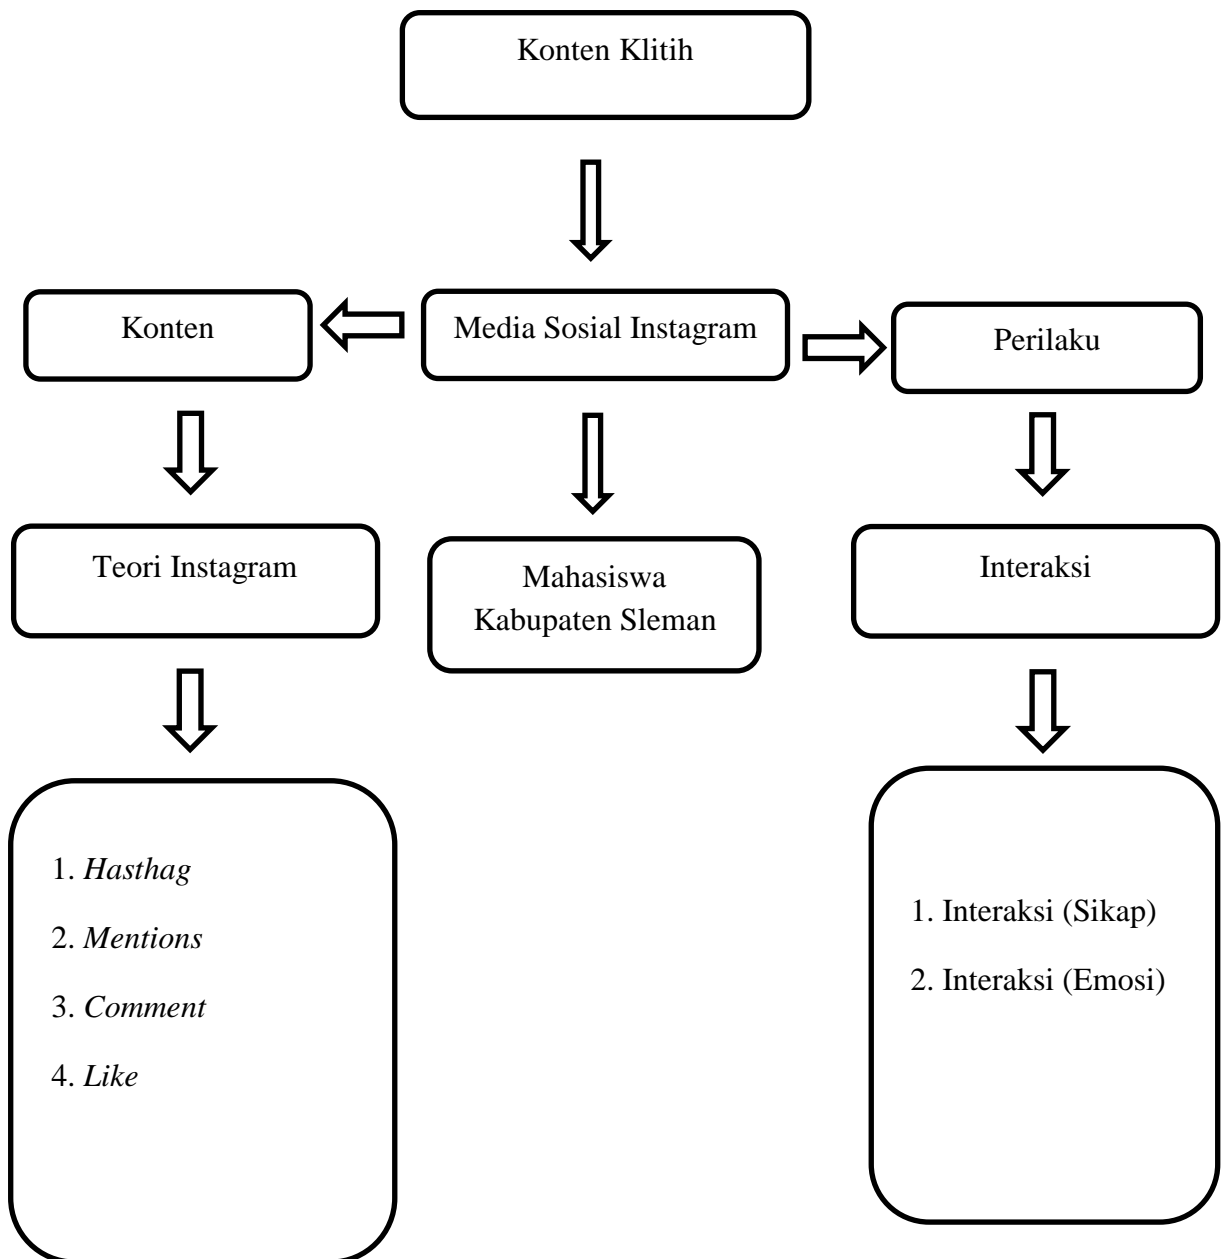 Konten Klitih
Konten
Media Sosial Instagram
Perilaku
Teori Instagram
Mahasiswa
Kabupaten Sleman
Interaksi
1. Hasthag
2. Mentions
3. Comment
4. Like
1. Interaksi (Sikap)
2. Interaksi (Emosi)